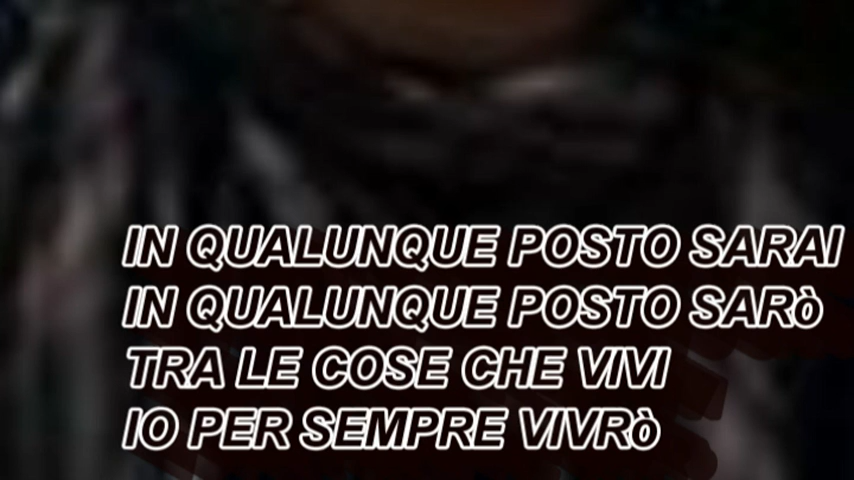 IN QUALUNQUE POSTO SARAI
IN QUALUNQUE POSTO SARò
TRA LE COSE CHE VIVI
IO PER SEMPRE VIVRò